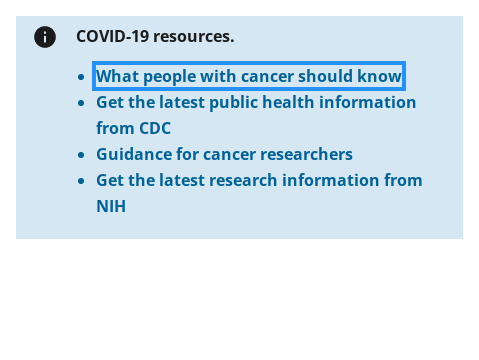 COVID-19 resources.
What people with cancer should know
Get the latest public health information
from CDC
Guidance for cancer researchers
Get the latest research information from
NIH